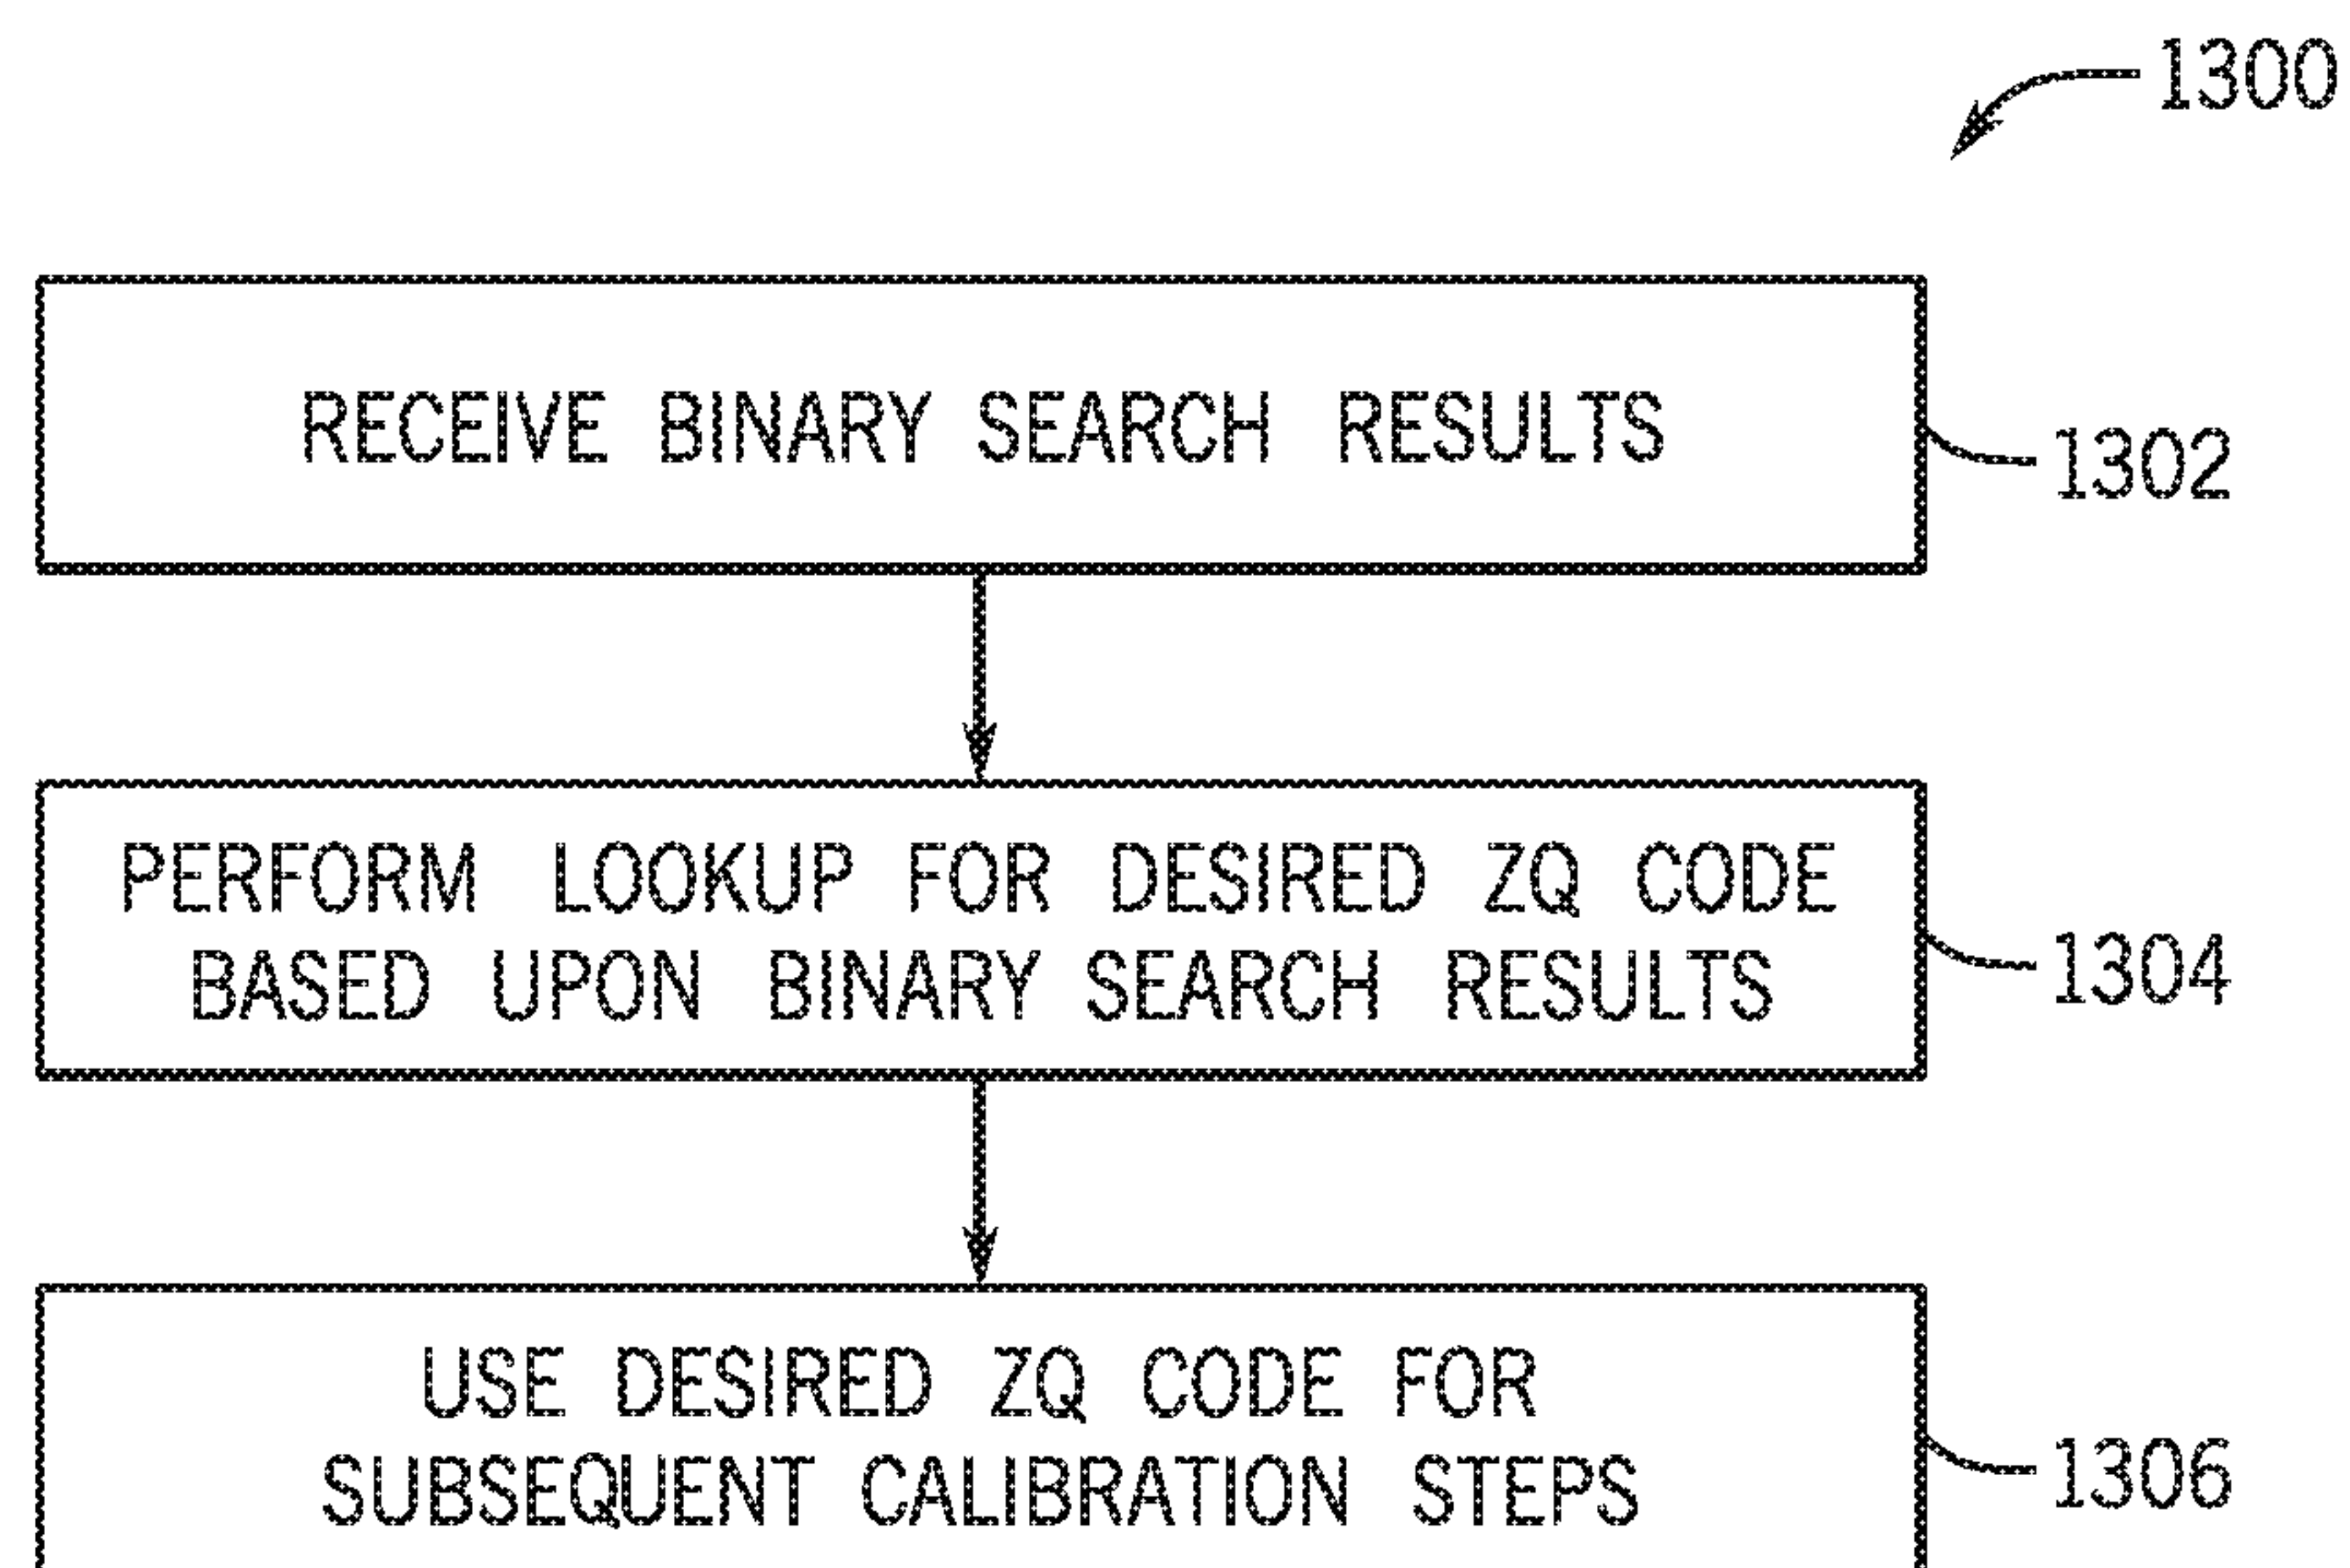 1300
RECEIVE BINARY SEARCH RESULTS
1302
PERFORM LOOKUP FOR DESIRED ZQ CODE
BASED UPON BINARY SEARCH RESULTS
1304
USE DESIRED ZQ CODE FOR
SUBSEQUENT CALIBRATION STEPS
1306